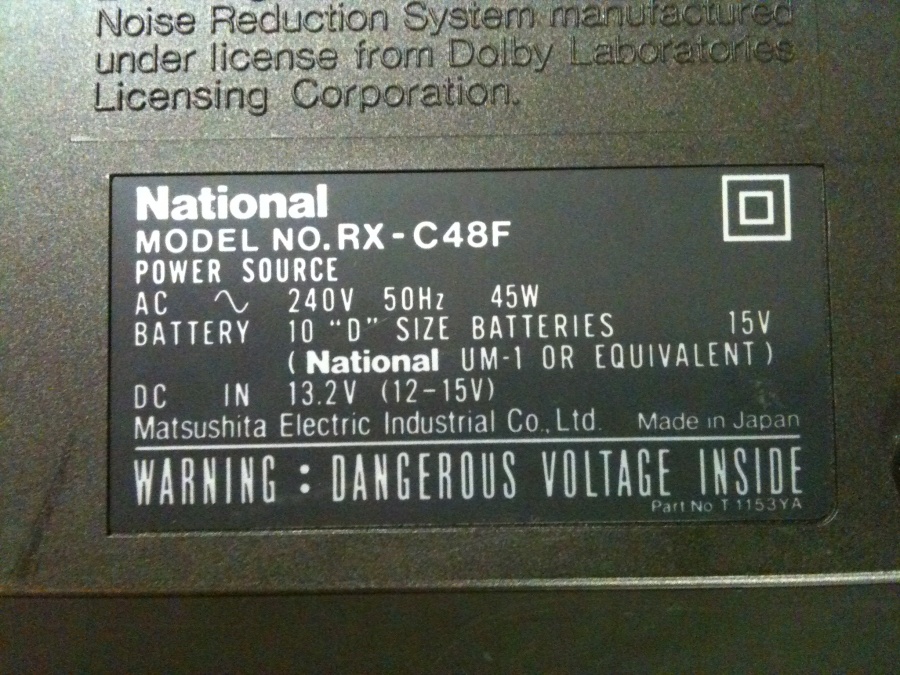 Noise Reduction System manufactured
under license from Dolby Laboratories
Licensing Corporation.
National
MODEL NO. RX-C48F
POWER SOURCE
AC ∿ 240V 50Hz 45W
BATTERY 10 "D" SIZE BATTERIES 15V
(National UM-1 OR EQUIVALENT)
DC IN 13.2V (12-15V)
Matsushita Electric Industrial Co., Ltd. Made in Japan
WARNING : DANGEROUS VOLTAGE INSIDE
Part No T1153YA